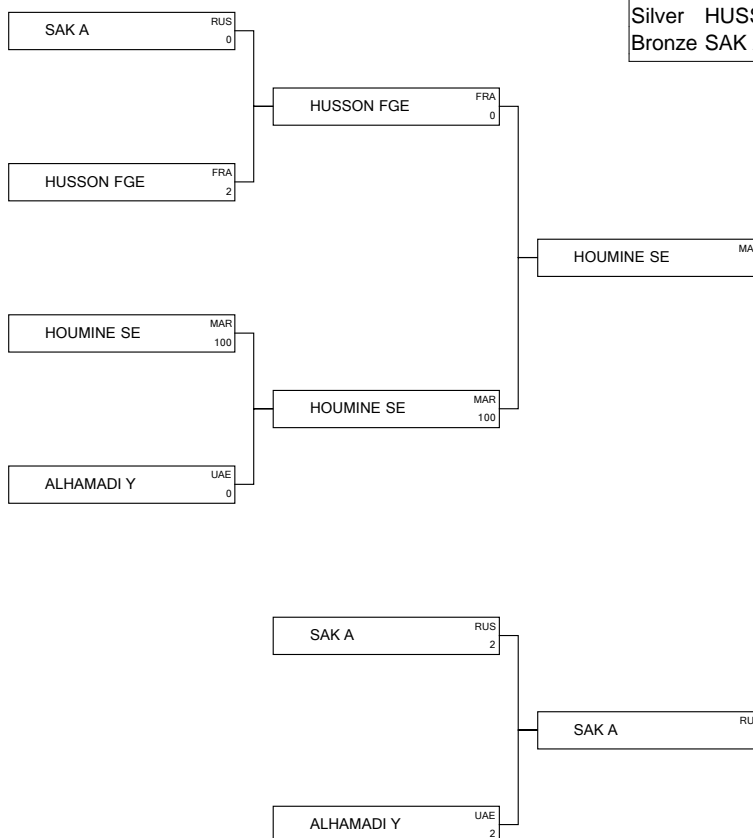 Silver HUSS
Bronze SAK
SAK A RUS
0
HUSSON FGE FRA
0
HUSSON FGE FRA
2
HOUMINE SE MA
HOUMINE SE MAR
100
HOUMINE SE MAR
100
ALHAMADI Y UAE
0
SAK A RUS
2
SAK A RU
ALHAMADI Y UAE
2